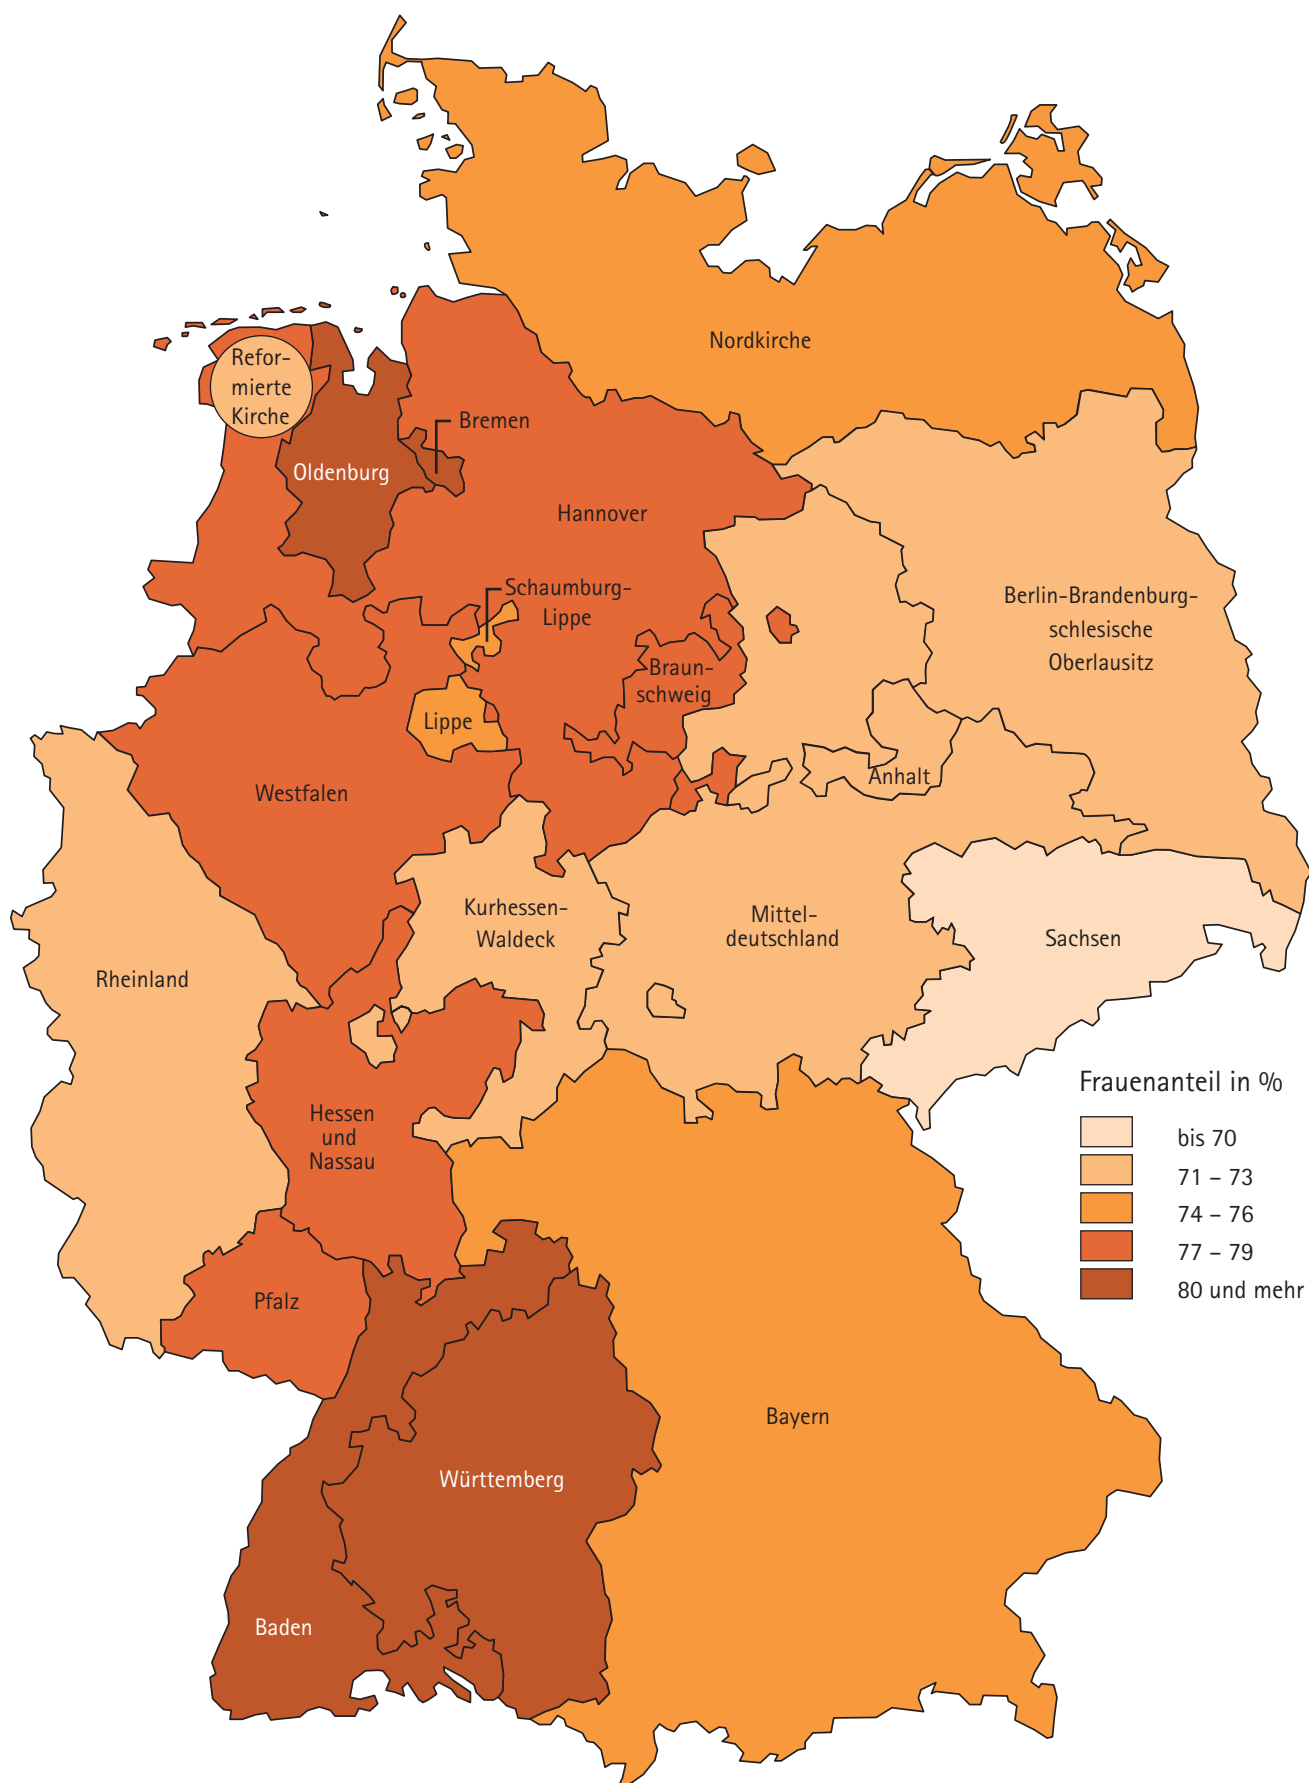 Nordkirche
Refor-
mierte
Kirche
Bremen
Oldenburg
Hannover
Schaumburg-
Lippe
Berlin-Brandenburg-
schlesische
Oberlausitz
Braun-
schweig
Lippe
Anhalt
Westfalen
Kurhessen-
Waldeck
Mittel-
deutschland
Sachsen
Rheinland
Hessen
und
Nassau
Pfalz
Bayern
Württemberg
Baden
Frauenanteil in %
bis 70
71 – 73
74 – 76
77 – 79
80 und mehr